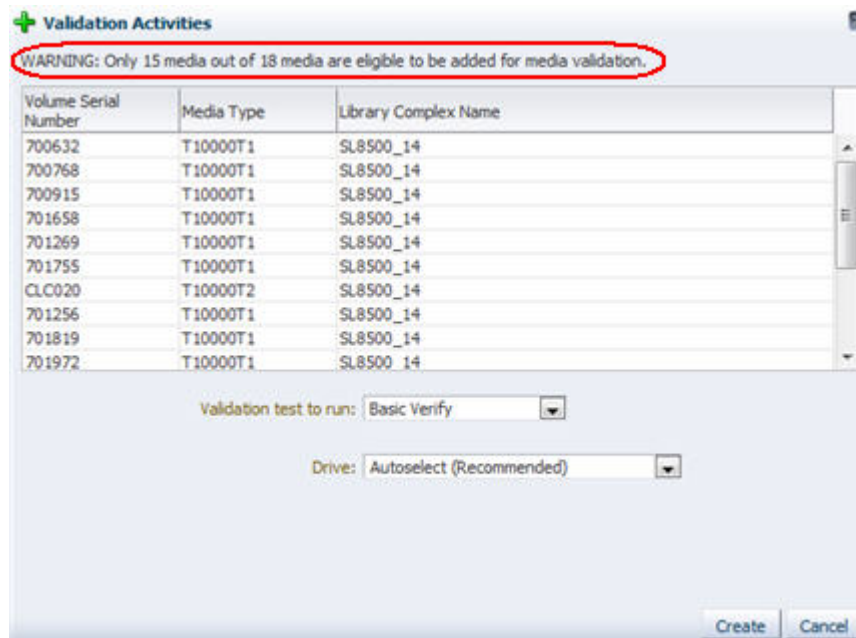 Validation Activities
WARNING: Only 15 media out of 18 media are eligible to be added for media validation.
Volume Serial Number Media Type Library Complex Name
700632 T10000T1 SL8500_14
700768 T10000T1 SL8500_14
700915 T10000T1 SL8500_14
701658 T10000T1 SL8500_14
701269 T10000T1 SL8500_14
701755 T10000T1 SL8500_14
CLC020 T10000T2 SL8500_14
701256 T10000T1 SL8500_14
701819 T10000T1 SL8500_14
701972 T10000T1 SL8500_14
Validation test to run: Basic Verify
Drive: Autoselect (Recommended)
Create Cancel